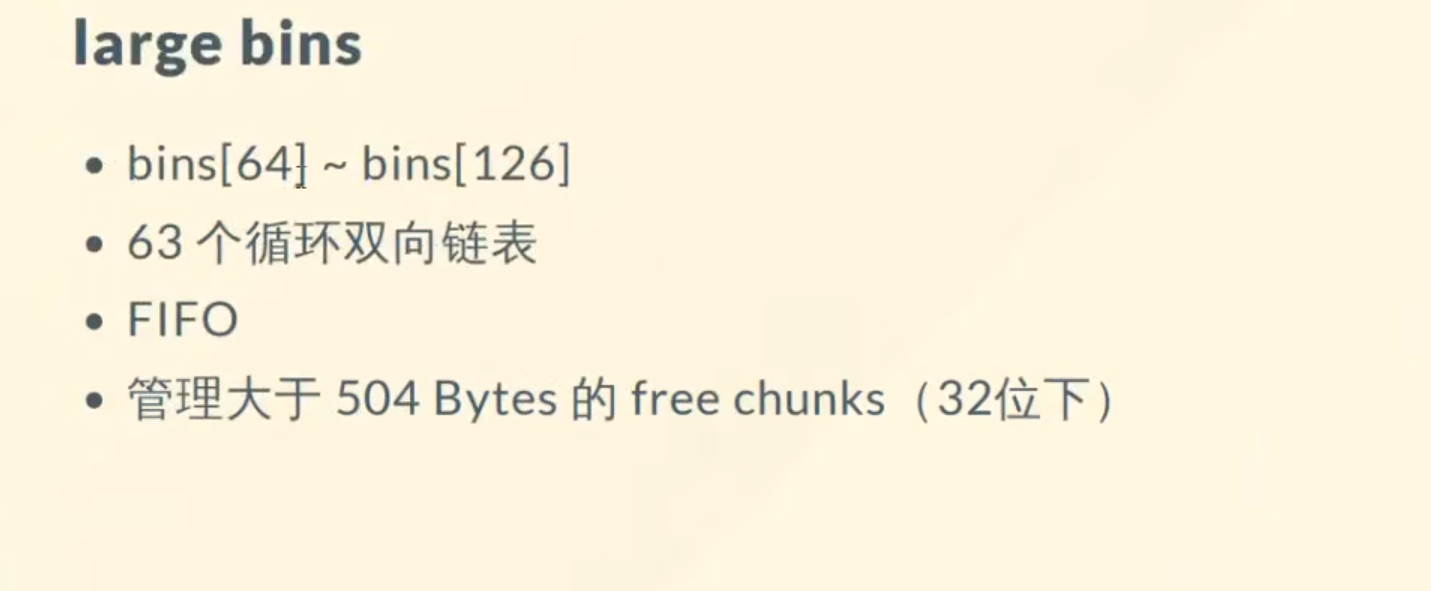 large bins
bins[64] ~ bins[126]
63 个循环双向链表
FIFO
管理大于 504 Bytes 的 free chunks（32位下）